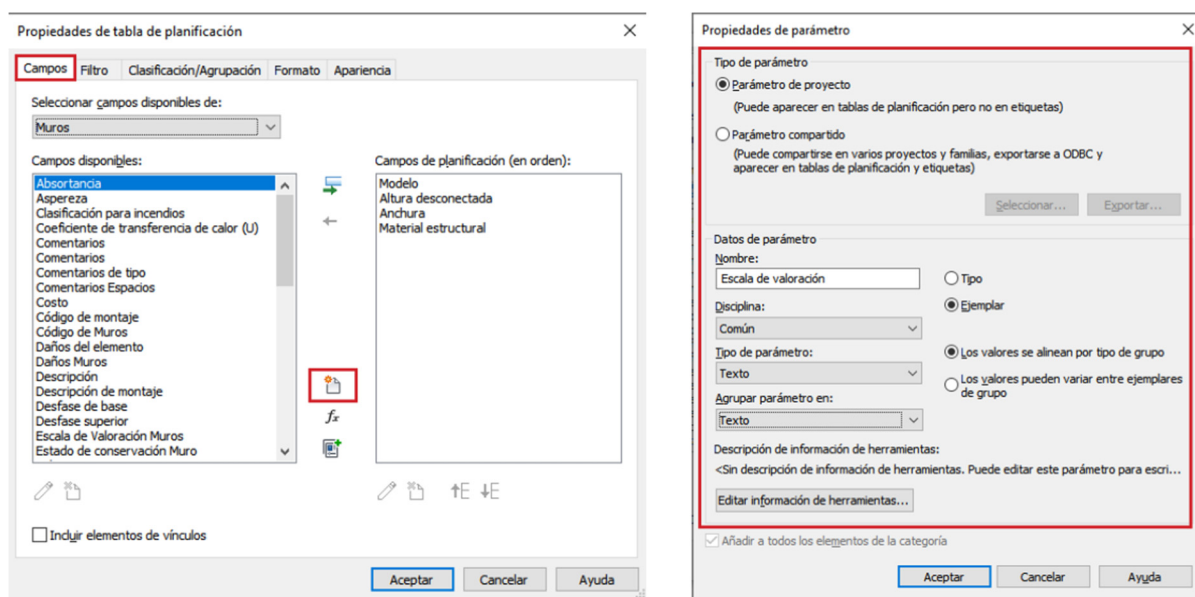 Propiedades de tabla de planificación
Campos
Filtro
Clasificación/Agrupación
Formato
Apariencia
Seleccionar campos disponibles de:
Muros
Campos disponibles:
Absortancia
Aspereza
Clasificación para incendios
Coeficiente de transferencia de calor (U)
Comentarios
Comentarios
Comentarios de tipo
Comentarios Espacios
Costo
Código de montaje
Código de Muros
Daños del elemento
Daños Muros
Descripción
Descripción de montaje
Desfase de base
Desfase superior
Escala de Valoración Muros
Estado de conservación Muro
fx
Campos de planificación (en orden):
Modelo
Altura desconectada
Anchura
Material estructural
Incluir elementos de vínculos
Aceptar
Cancelar
Ayuda
Propiedades de parámetro
Tipo de parámetro
Parámetro de proyecto
(Puede aparecer en tablas de planificación pero no en etiquetas)
Parámetro compartido
(Puede compartirse en varios proyectos y familias, exportarse a ODBC y
aparecer en tablas de planificación y etiquetas)
Seleccionar...
Exportar...
Datos de parámetro
Nombre:
Escala de valoración
Tipo
Disciplina:
Ejemplar
Común
Tipo de parámetro:
Los valores se alinean por tipo de grupo
Texto
Los valores pueden variar entre ejemplares
de grupo
Agrupar parámetro en:
Texto
Descripción de información de herramientas:
<Sin descripción de información de herramientas. Puede editar este parámetro para escri...
Editar información de herramientas...
Añadir a todos los elementos de la categoría
Aceptar
Cancelar
Ayuda